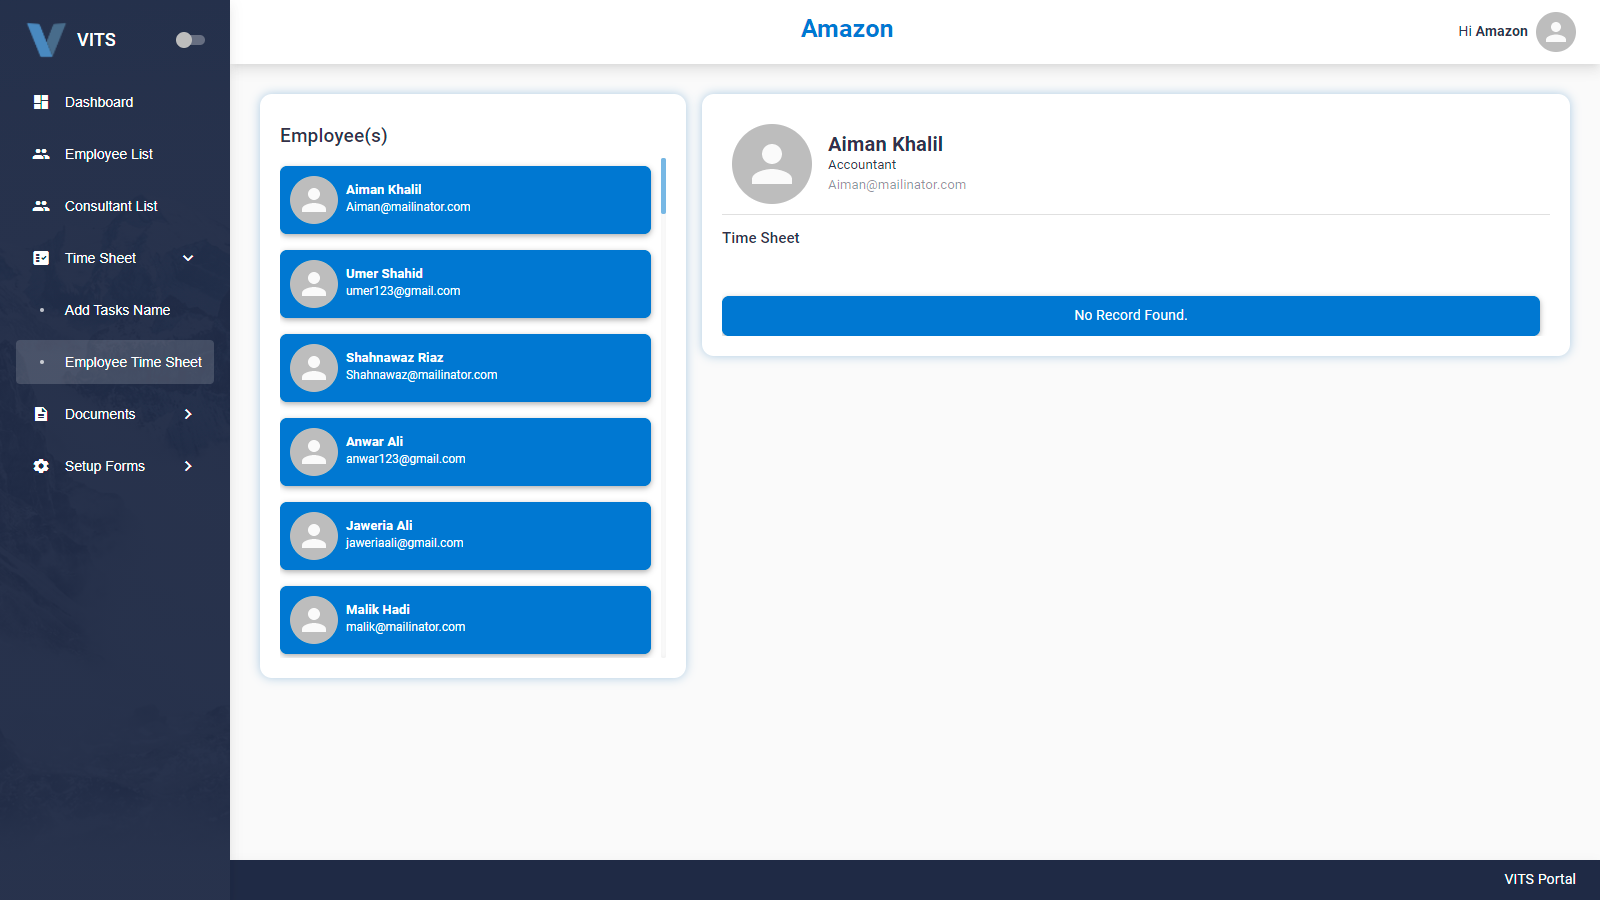 VITS
Dashboard
Employee List
Consultant List
Time Sheet
Add Tasks Name
Employee Time Sheet
Documents
Setup Forms
Amazon
Hi Amazon
Employee(s)
Aiman Khalil
Aiman@mailinator.com
Umer Shahid
umer123@gmail.com
Shahnawaz Riaz
Shahnawaz@mailinator.com
Anwar Ali
anwar123@gmail.com
Jaweria Ali
jaweriaali@gmail.com
Malik Hadi
malik@mailinator.com
Aiman Khalil
Accountant
Aiman@mailinator.com
Time Sheet
No Record Found.
VITS Portal